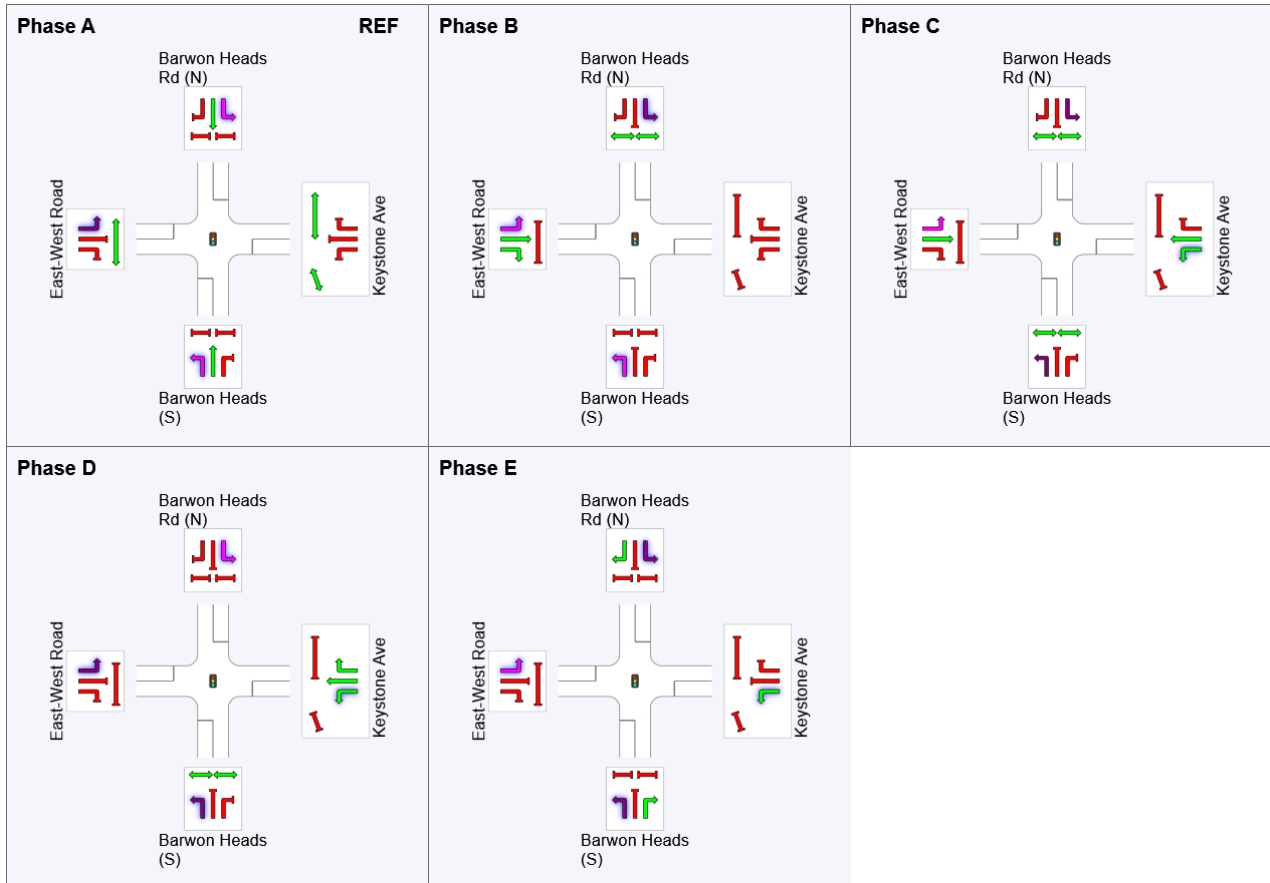 Phase A
REF
Barwon Heads
Rd (N)
East-West Road
Keystone Ave
Barwon Heads
(S)
Phase B
Barwon Heads
Rd (N)
East-West Road
Keystone Ave
Barwon Heads
(S)
Phase C
Barwon Heads
Rd (N)
East-West Road
Keystone Ave
Barwon Heads
(S)
Phase D
Barwon Heads
Rd (N)
East-West Road
Keystone Ave
Barwon Heads
(S)
Phase E
Barwon Heads
Rd (N)
East-West Road
Keystone Ave
Barwon Heads
(S)